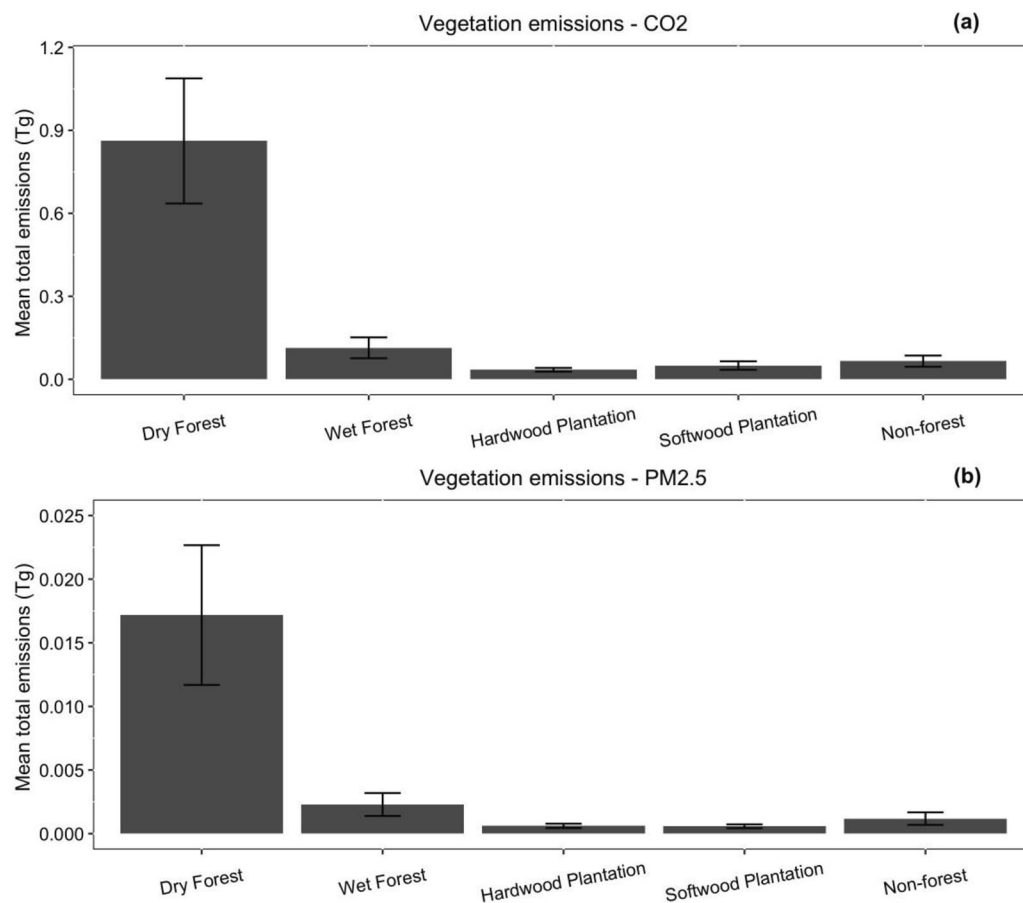 Vegetation emissions - CO2
(a)
Mean total emissions (Tg)
1.2
0.9
0.6
0.3
0.0
Dry Forest
Wet Forest
Hardwood Plantation
Softwood Plantation
Non-forest
Vegetation emissions - PM2.5
(b)
Mean total emissions (Tg)
0.025
0.020
0.015
0.010
0.005
0.000
Dry Forest
Wet Forest
Hardwood Plantation
Softwood Plantation
Non-forest